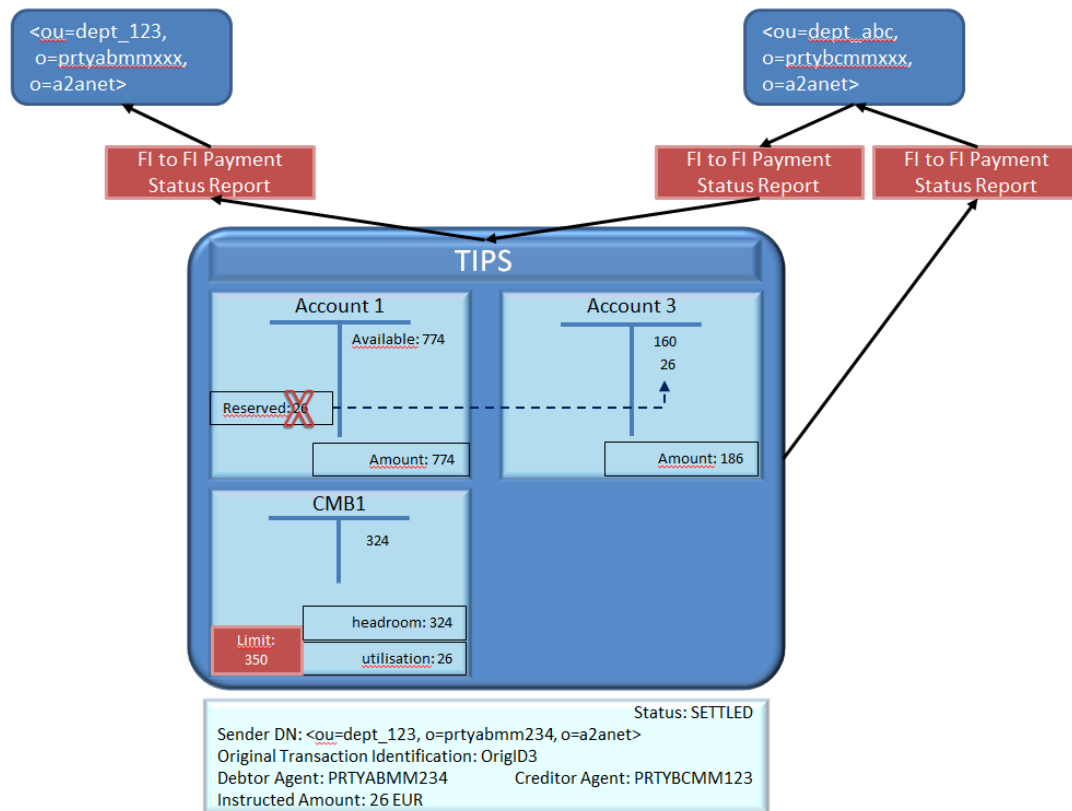 <ou=dept_123,
o=prtyabmmxxx,
o=a2anet>
<ou=dept_abc,
o=prtybcmmxxx,
o=a2anet>
FI to FI Payment
Status Report
FI to FI Payment
Status Report
FI to FI Payment
Status Report
TIPS
Account 1
Available: 774
Reserved: 26
Amount: 774
Account 3
160
26
Amount: 186
CMB1
324
headroom: 324
Limit:
350
utilisation: 26
Status: SETTLED
Sender DN: <ou=dept_123, o=prtyabmm234, o=a2anet>
Original Transaction Identification: OrigID3
Debtor Agent: PRTYABMM234 Creditor Agent: PRTYBCMM123
Instructed Amount: 26 EUR